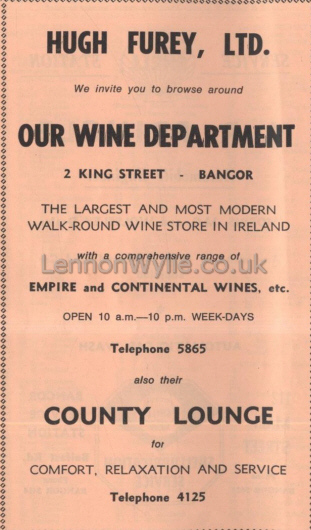 HUGH FUREY, LTD.
We invite you to browse around
OUR WINE DEPARTMENT
2 KING STREET - BANGOR
THE LARGEST AND MOST MODERN
WALK-ROUND WINE STORE IN IRELAND
with a comprehensive range of
LennonWylie.co.uk
EMPIRE and CONTINENTAL WINES, etc.
OPEN 10 a.m.—10 p.m. WEEK-DAYS
Telephone 5865
also their
COUNTY LOUNGE
for
COMFORT, RELAXATION AND SERVICE
Telephone 4125